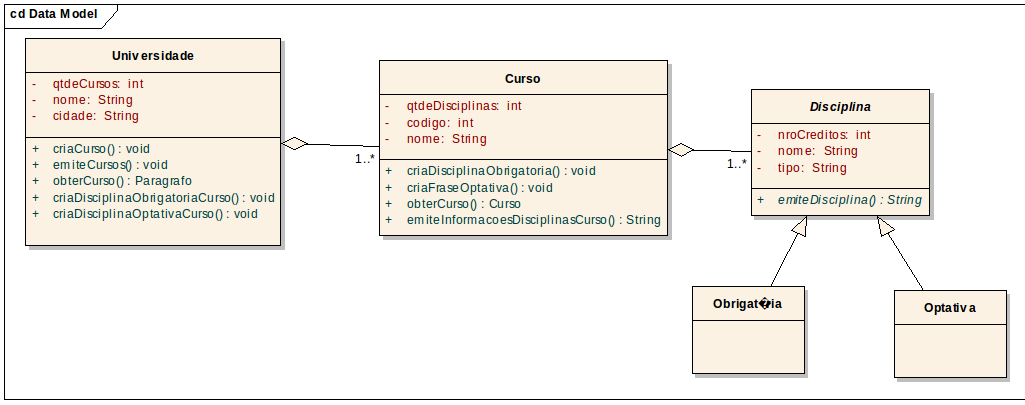 cd Data Model
Universidade
- qtdeCursos: int
- nome: String
- cidade: String
+ criaCurso() : void
+ emiteCursos() : void
+ obterCurso() : Paragrafo
+ criaDisciplinaObrigatoriaCurso() : void
+ criaDisciplinaOptativaCurso() : void
1..*
Curso
- qtdeDisciplinas: int
- codigo: int
- nome: String
+ criaDisciplinaObrigatoria() : void
+ criaFraseOptativa() : void
+ obterCurso() : Curso
+ emiteInformacoesDisciplinasCurso() : String
1..*
Disciplina
- nroCreditos: int
- nome: String
- tipo: String
+ emiteDisciplina() : String
Obrigat�ia
Optativa